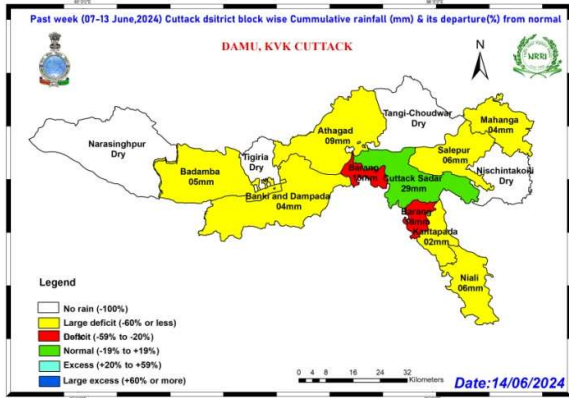 Past week (07-13 June,2024) Cuttack dsitrict block wise Cummulative rainfall (mm) & its departure(%) from normal
DAMU, KVK CUTTACK
N
NRRI
Tangi-Choudwar
Dry
Mahanga
04mm
Athagad
09mm
Narasinghpur
Dry
Tigiria
Dry
Salepur
06mm
Badamba
05mm
Barang
Cuttack Sadar
29mm
Nischintakoili
Dry
Banki and Dampada
04mm
Barang
Kantapada
02mm
Niali
06mm
Legend
No rain (-100%)
Large deficit (-60% or less)
Deficit (-59% to -20%)
Normal (-19% to +19%)
Excess (+20% to +59%)
Large excess (+60% or more)
0 4 8 16 24 32
Kilometers
Date:14/06/2024